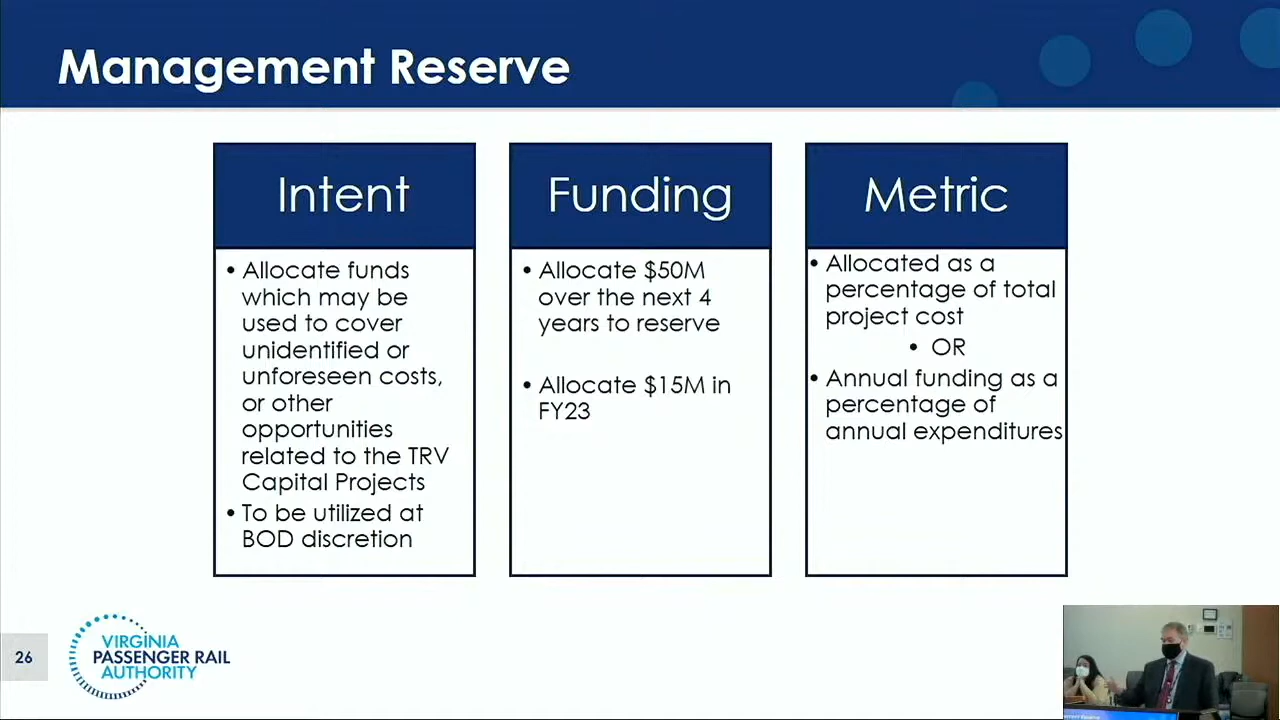 Management Reserve
Intent
• Allocate funds
which may be
used to cover
unidentified or
unforeseen costs,
or other
opportunities
related to the TRV
Capital Projects
• To be utilized at
BOD discretion
Funding
• Allocate $50M
over the next 4
years to reserve
• Allocate $15M in
FY23
Metric
• Allocated as a
percentage of total
project cost
• OR
• Annual funding as a
percentage of
annual expenditures
26
VIRGINIA
PASSENGER RAIL
AUTHORITY